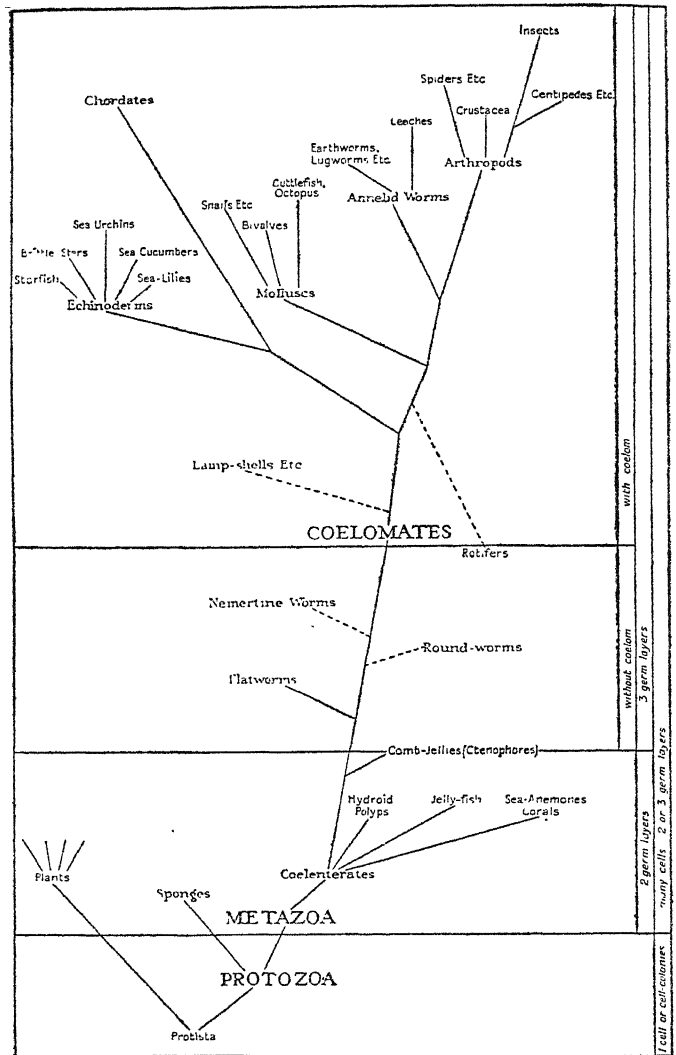 Insects
Spiders Etc
Centipedes Etc.
Chordates
Crustacea
Leeches
Earthworms,
Lugworms Etc
Arthropods
Cuttlefish,
Octopus
Annelid Worms
Snails Etc
Bivalves
Sea Urchins
Brittle Stars
Sea Cucumbers
Starfish
Sea-Lilies
Molluscs
Echinoderms
Lamp-shells Etc
with coelom
COELOMATES
Rotifers
Nemertine Worms
Round-worms
without coelom
3 germ layers
Flatworms
Comb-Jellies (Ctenophores)
many cells 2 or 3 germ layers
Hydroid
Polyps
Jelly-fish
Sea-Anemones
Corals
2 germ layers
Plants
Coelenterates
Sponges
METAZOA
PROTOZOA
1 cell or cell-colonies
Protista